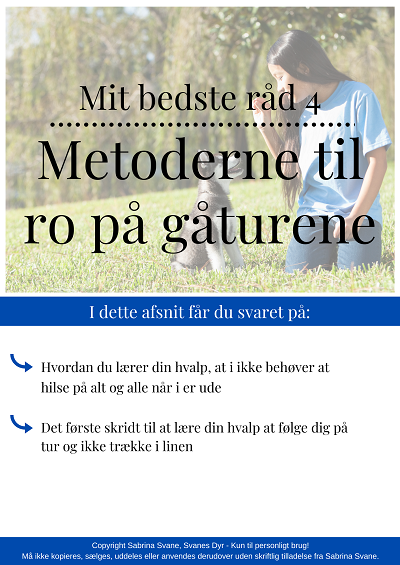 Mit bedste råd 4
Metoderne til
ro på gåturene
I dette afsnit får du svaret på:
Hvordan du lærer din hvalp, at i ikke behøver at
hilse på alt og alle når i er ude
Det første skridt til at lære din hvalp at følge dig på
tur og ikke trække i linen
Copyright Sabrina Svane, Svanes Dyr - Kun til personligt brug!
Må ikke kopieres, sælges, uddeles eller anvendes derudover uden skriftlig tilladelse fra Sabrina Svane.